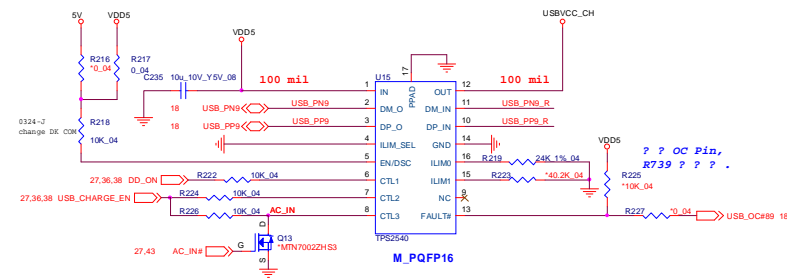 5V
VDD5
USBVCC_CH
R216
*0_04
R217
0_04
VDD5
C235
10u_10V_Y5V_08
100 mil
U15
17
PPAD
100 mil
1
IN
OUT
12
18
USB_PN9
USB_PN9
2
DM_O
DM_IN
11
USB_PN9_R
0324-J
change DE COM
R218
10K_04
18
USB_PP9
USB_PP9
3
DP_O
DP_IN
10
USB_PP9_R
4
ILIM_SEL
GND
14
VDD5
? ? OC Pin,
R739 ? ? ? .
5
EN/DSC
ILIM0
16
R219
24K_1%_04
27,36,38
DD_ON
R222
10K_04
6
CTL1
ILIM1
15
R223
*40.2K_04
R225
*10K_04
27,36,38
USB_CHARGE_EN
R224
10K_04
7
CTL2
NC
9
R226
10K_04
AC_IN
8
CTL3
FAULT#
13
R227
*0_04
USB_OC#89
18
27,43
AC_IN#
G
D
S
Q13
*MTN7002ZHS3
TPS2540
M_PQFP16